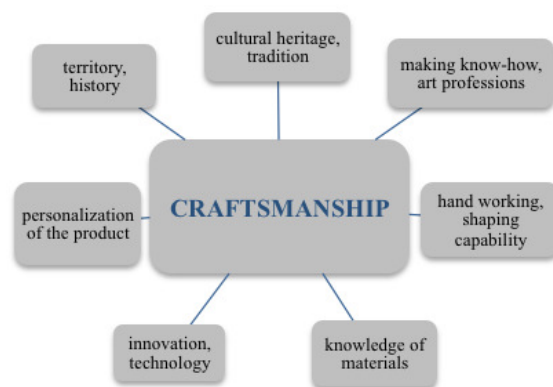 cultural heritage,
tradition
territory,
history
making know-how,
art professions
CRAFTSMANSHIP
personalization
of the product
hand working,
shaping
capability
innovation,
technology
knowledge of
materials